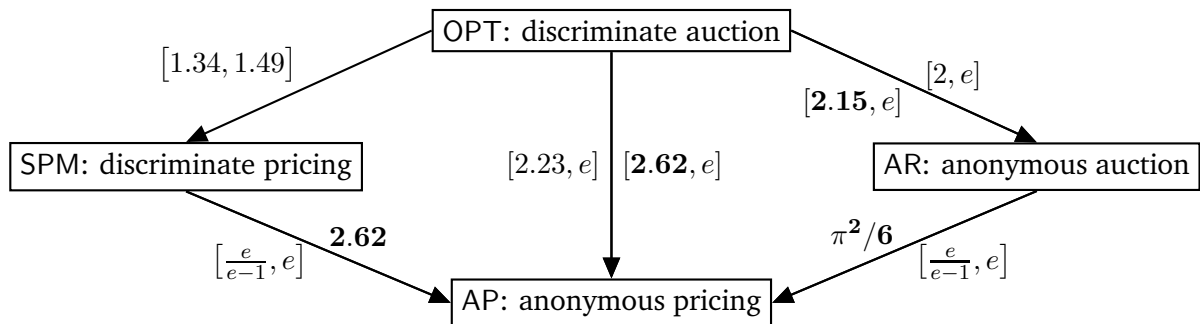 OPT: discriminate auction
[1.34, 1.49]
[2, e]
[2.15, e]
SPM: discriminate pricing
[2.23, e]
[2.62, e]
AR: anonymous auction
2.62
π²/6
[e/(e−1), e]
[e/(e−1), e]
AP: anonymous pricing